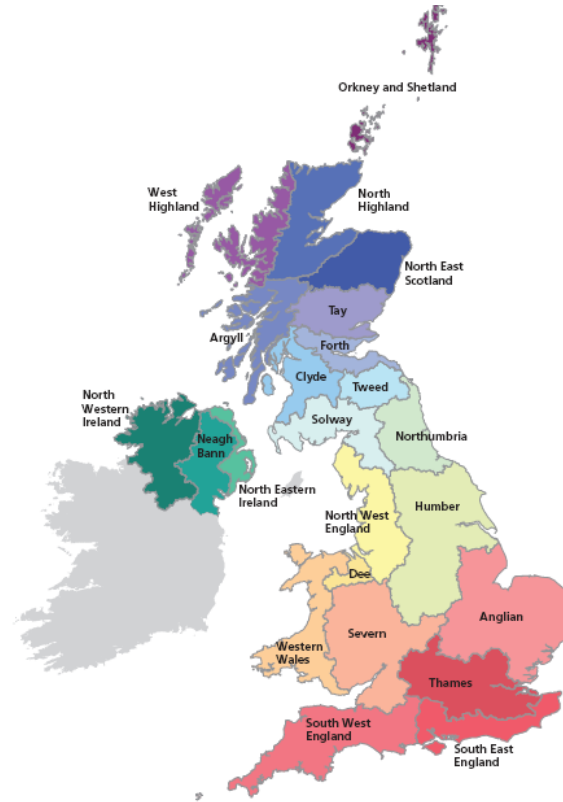 Orkney and Shetland
West
Highland
North
Highland
North East
Scotland
Tay
Argyll
Forth
Clyde
Tweed
North
Western
Ireland
Solway
Neagh
Bann
Northumbria
North Eastern
Ireland
North West
England
Humber
Dee
Anglian
Severn
Western
Wales
Thames
South West
England
South East
England